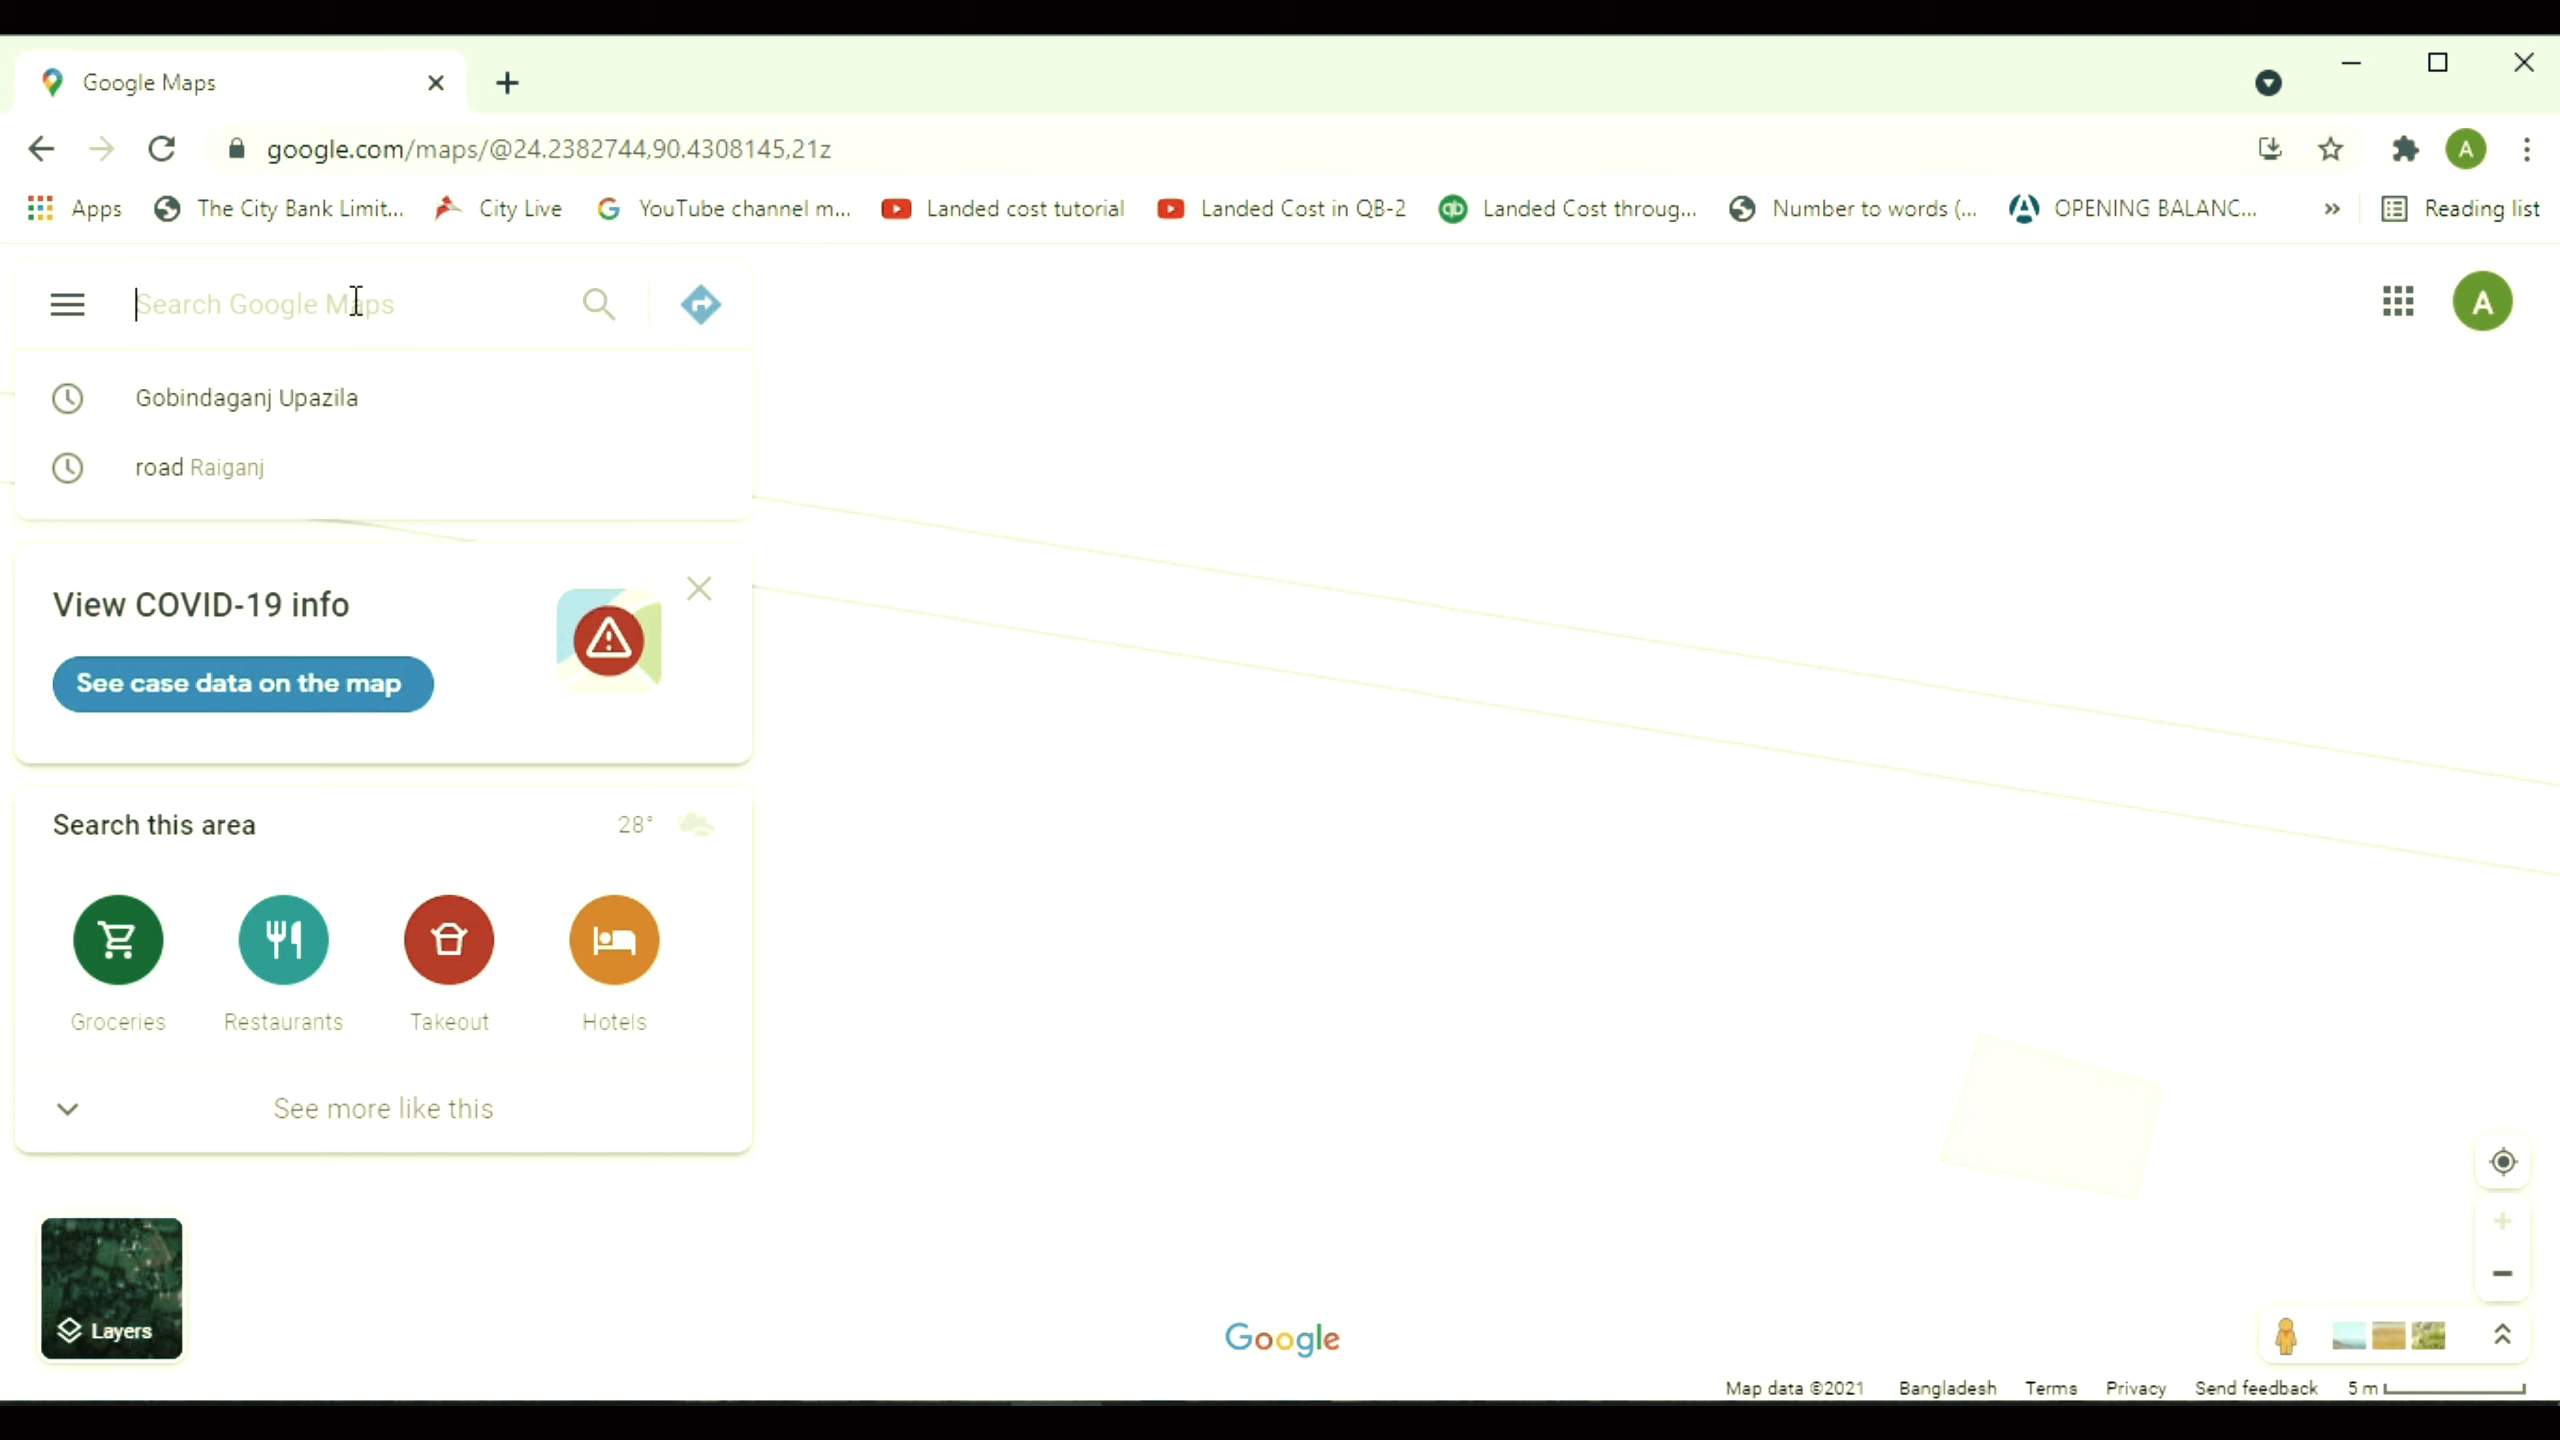 Google Maps
google.com/maps/@24.2382744,90.4308145,21z
A
Apps
The City Bank Limit...
City Live
YouTube channel m...
Landed cost tutorial
Landed Cost in QB-2
Landed Cost throug...
Number to words (...
OPENING BALANC...
Reading list
Search Google Maps
A
Gobindaganj Upazila
road Raiganj
View COVID-19 info
See case data on the map
Search this area
28°
Groceries
Restaurants
Takeout
Hotels
See more like this
Layers
Google
Map data ©2021
Bangladesh
Terms
Privacy
Send feedback
5 m